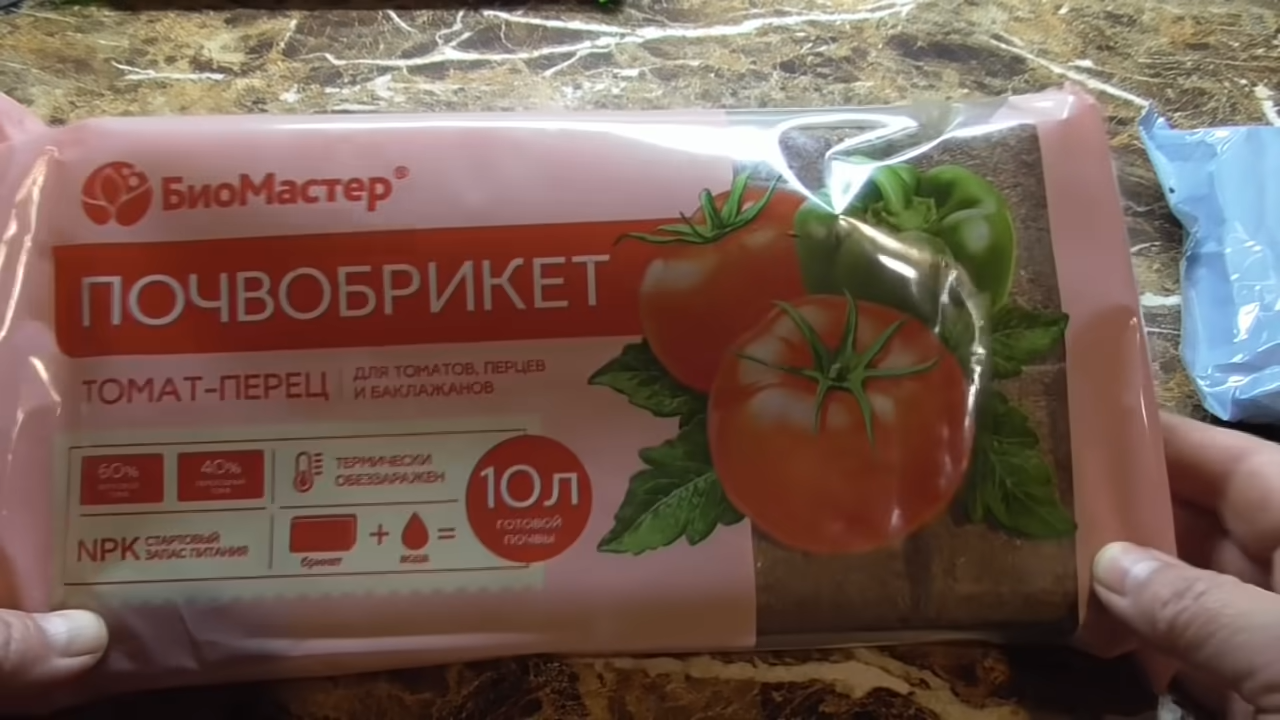 БиоМастер®
ПОЧВОБРИКЕТ
ТОМАТ-ПЕРЕЦ
ДЛЯ ТОМАТОВ, ПЕРЦЕВ
И БАКЛАЖАНОВ
60%
40%
ТЕРМИЧЕСКИ
ОБЕЗЗАРАЖЕН
10л
готовой
почвы
NPK СТАРТОВЫЙ
ЗАПАС ПИТАНИЯ
+
=
брикет
вода